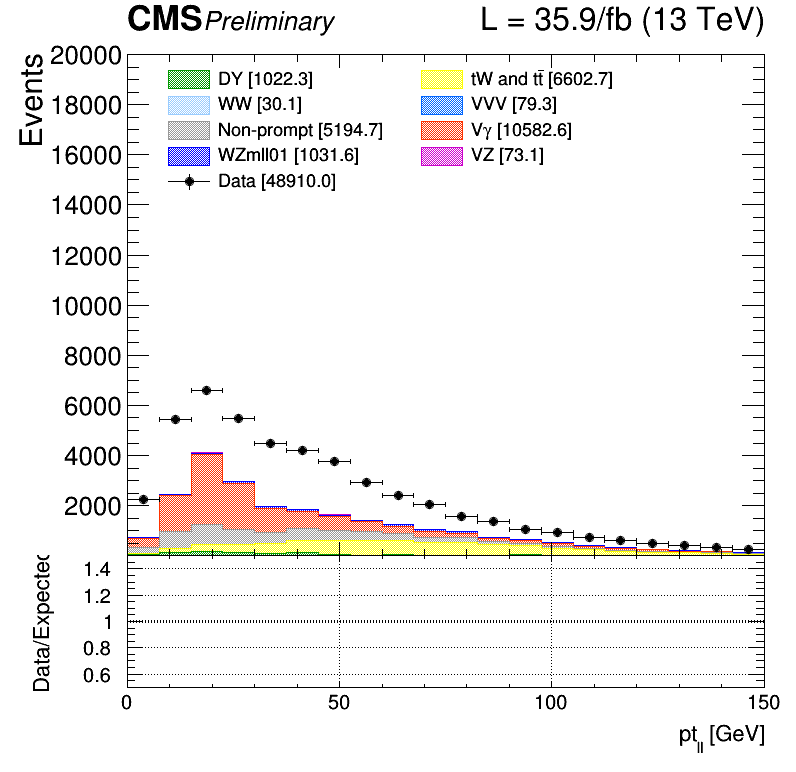 CMS Preliminary L = 35.9/fb (13 TeV)
Events
20000
18000
16000
14000
12000
10000
8000
6000
4000
2000
DY [1022.3]
WW [30.1]
Non-prompt [5194.7]
WZmll01 [1031.6]
Data [48910.0]
tW and tt̄ [6602.7]
VVV [79.3]
Vγ [10582.6]
VZ [73.1]
Data/Expected
1.4
1.2
1
0.8
0.6
0 50 100 150
pt_ll [GeV]